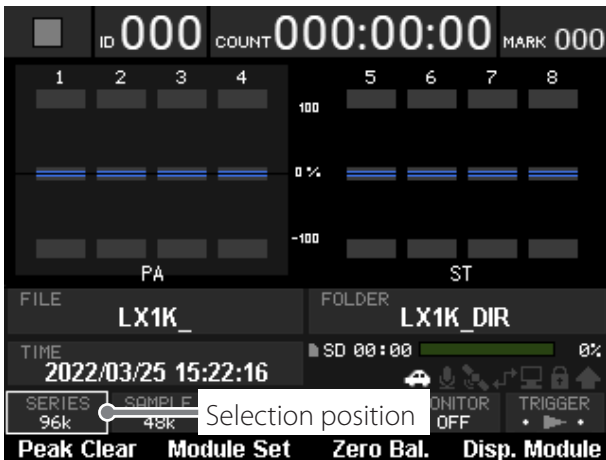 ID 000 COUNT 000:00:00 MARK 000
1 2 3 4 5 6 7 8
100
0%
-100
PA ST
FILE FOLDER
LX1K_ LX1K_DIR
TIME SD 00:00 0%
2022/03/25 15:22:16
SERIES SAMPLE Selection position ONITOR TRIGGER
96k 48k OFF
Peak Clear Module Set Zero Bal. Disp. Module